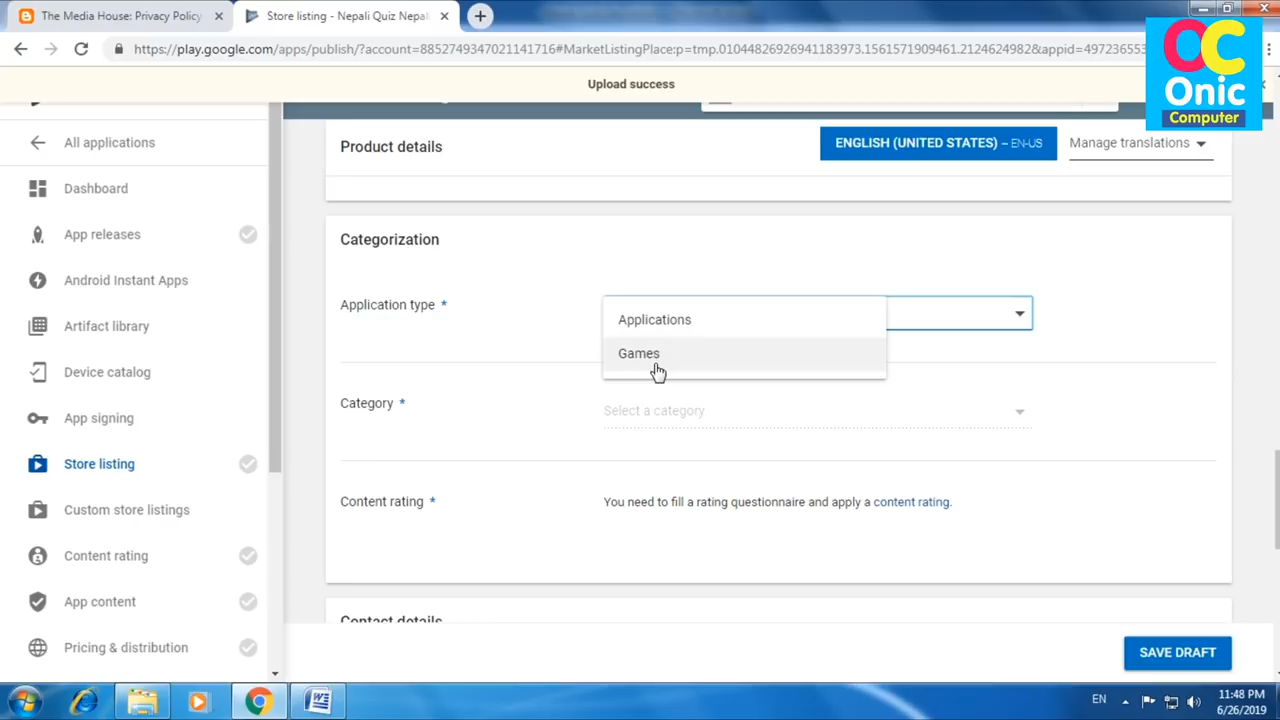 The Media House: Privacy Policy
Store listing - Nepali Quiz Nepal
https://play.google.com/apps/publish/?account=8852749347021141716#MarketListingPlace:p=tmp.01044826926941183973.1561571909461.2124624982&appid=497236553
Upload success
OC
Onic
Computer
All applications
Dashboard
App releases
Android Instant Apps
Artifact library
Device catalog
App signing
Store listing
Custom store listings
Content rating
App content
Pricing & distribution
Product details
ENGLISH (UNITED STATES) – EN-US
Manage translations
Categorization
Application type *
Applications
Games
Category *
Select a category
Content rating *
You need to fill a rating questionnaire and apply a content rating.
Contact details
SAVE DRAFT
EN
11:48 PM
6/26/2019